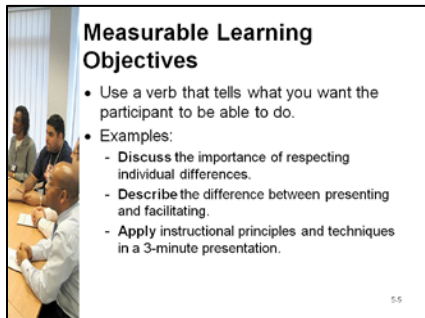 Measurable Learning
Objectives
• Use a verb that tells what you want the
participant to be able to do.
• Examples:
- Discuss the importance of respecting
individual differences.
- Describe the difference between presenting
and facilitating.
- Apply instructional principles and techniques
in a 3-minute presentation.
5-5